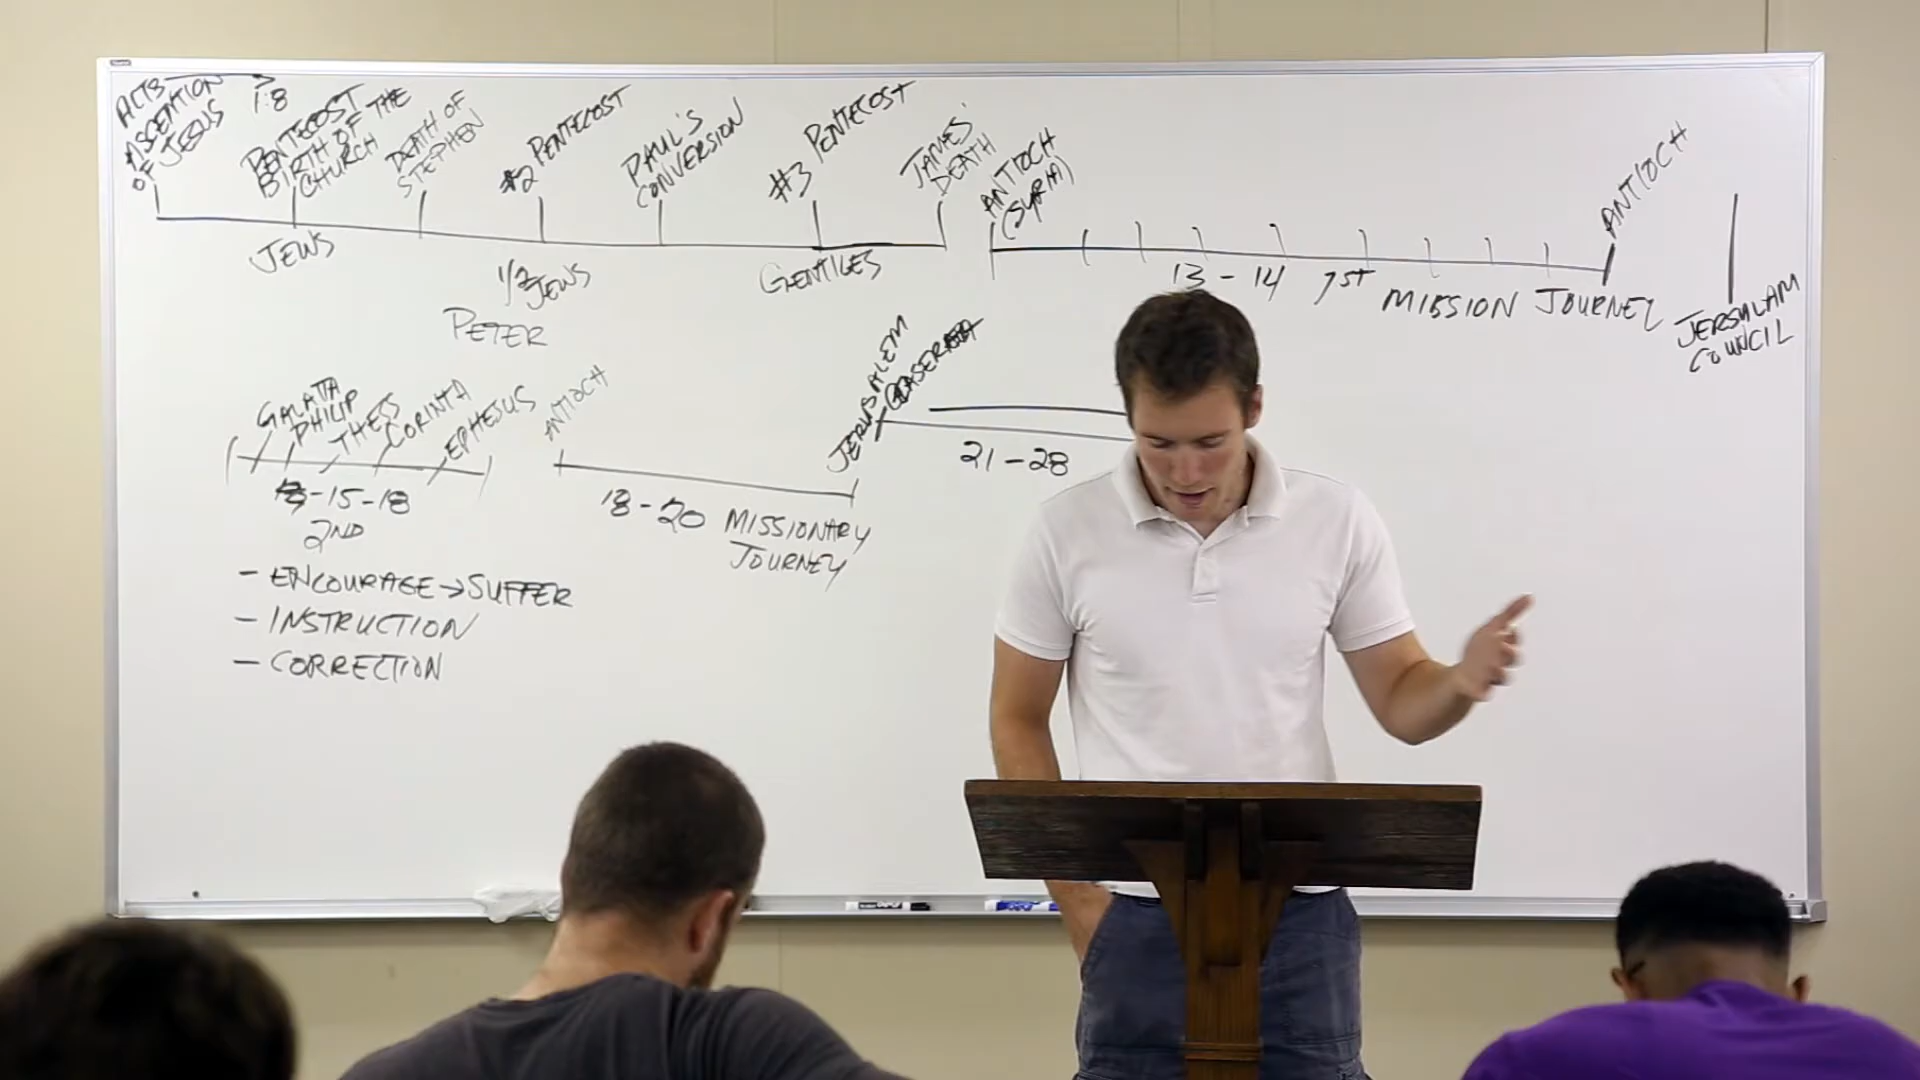 ACTS
1:8
ASCENTION
OF JESUS
PENTECOST
BIRTH OF THE
CHURCH
DEATH OF
STEPHEN
#2 PENTECOST
PAUL'S
CONVERSION
#3 PENTECOST
JAMES'
DEATH
ANTIOCH
(SYRIA)
ANTIOCH
JEWS
1/2 JEWS
GENTILES
PETER
13 - 14 1ST MISSION JOURNEY
JERSULAM
COUNCIL
GALATIA
PHILIP
THESS
CORINTH
EPHESUS
-15-18
2ND
ANTIOCH
JERUSALEM
18-20 MISSIONARY
JOURNEY
21-28
- ENCOURAGE → SUFFER
- INSTRUCTION
- CORRECTION